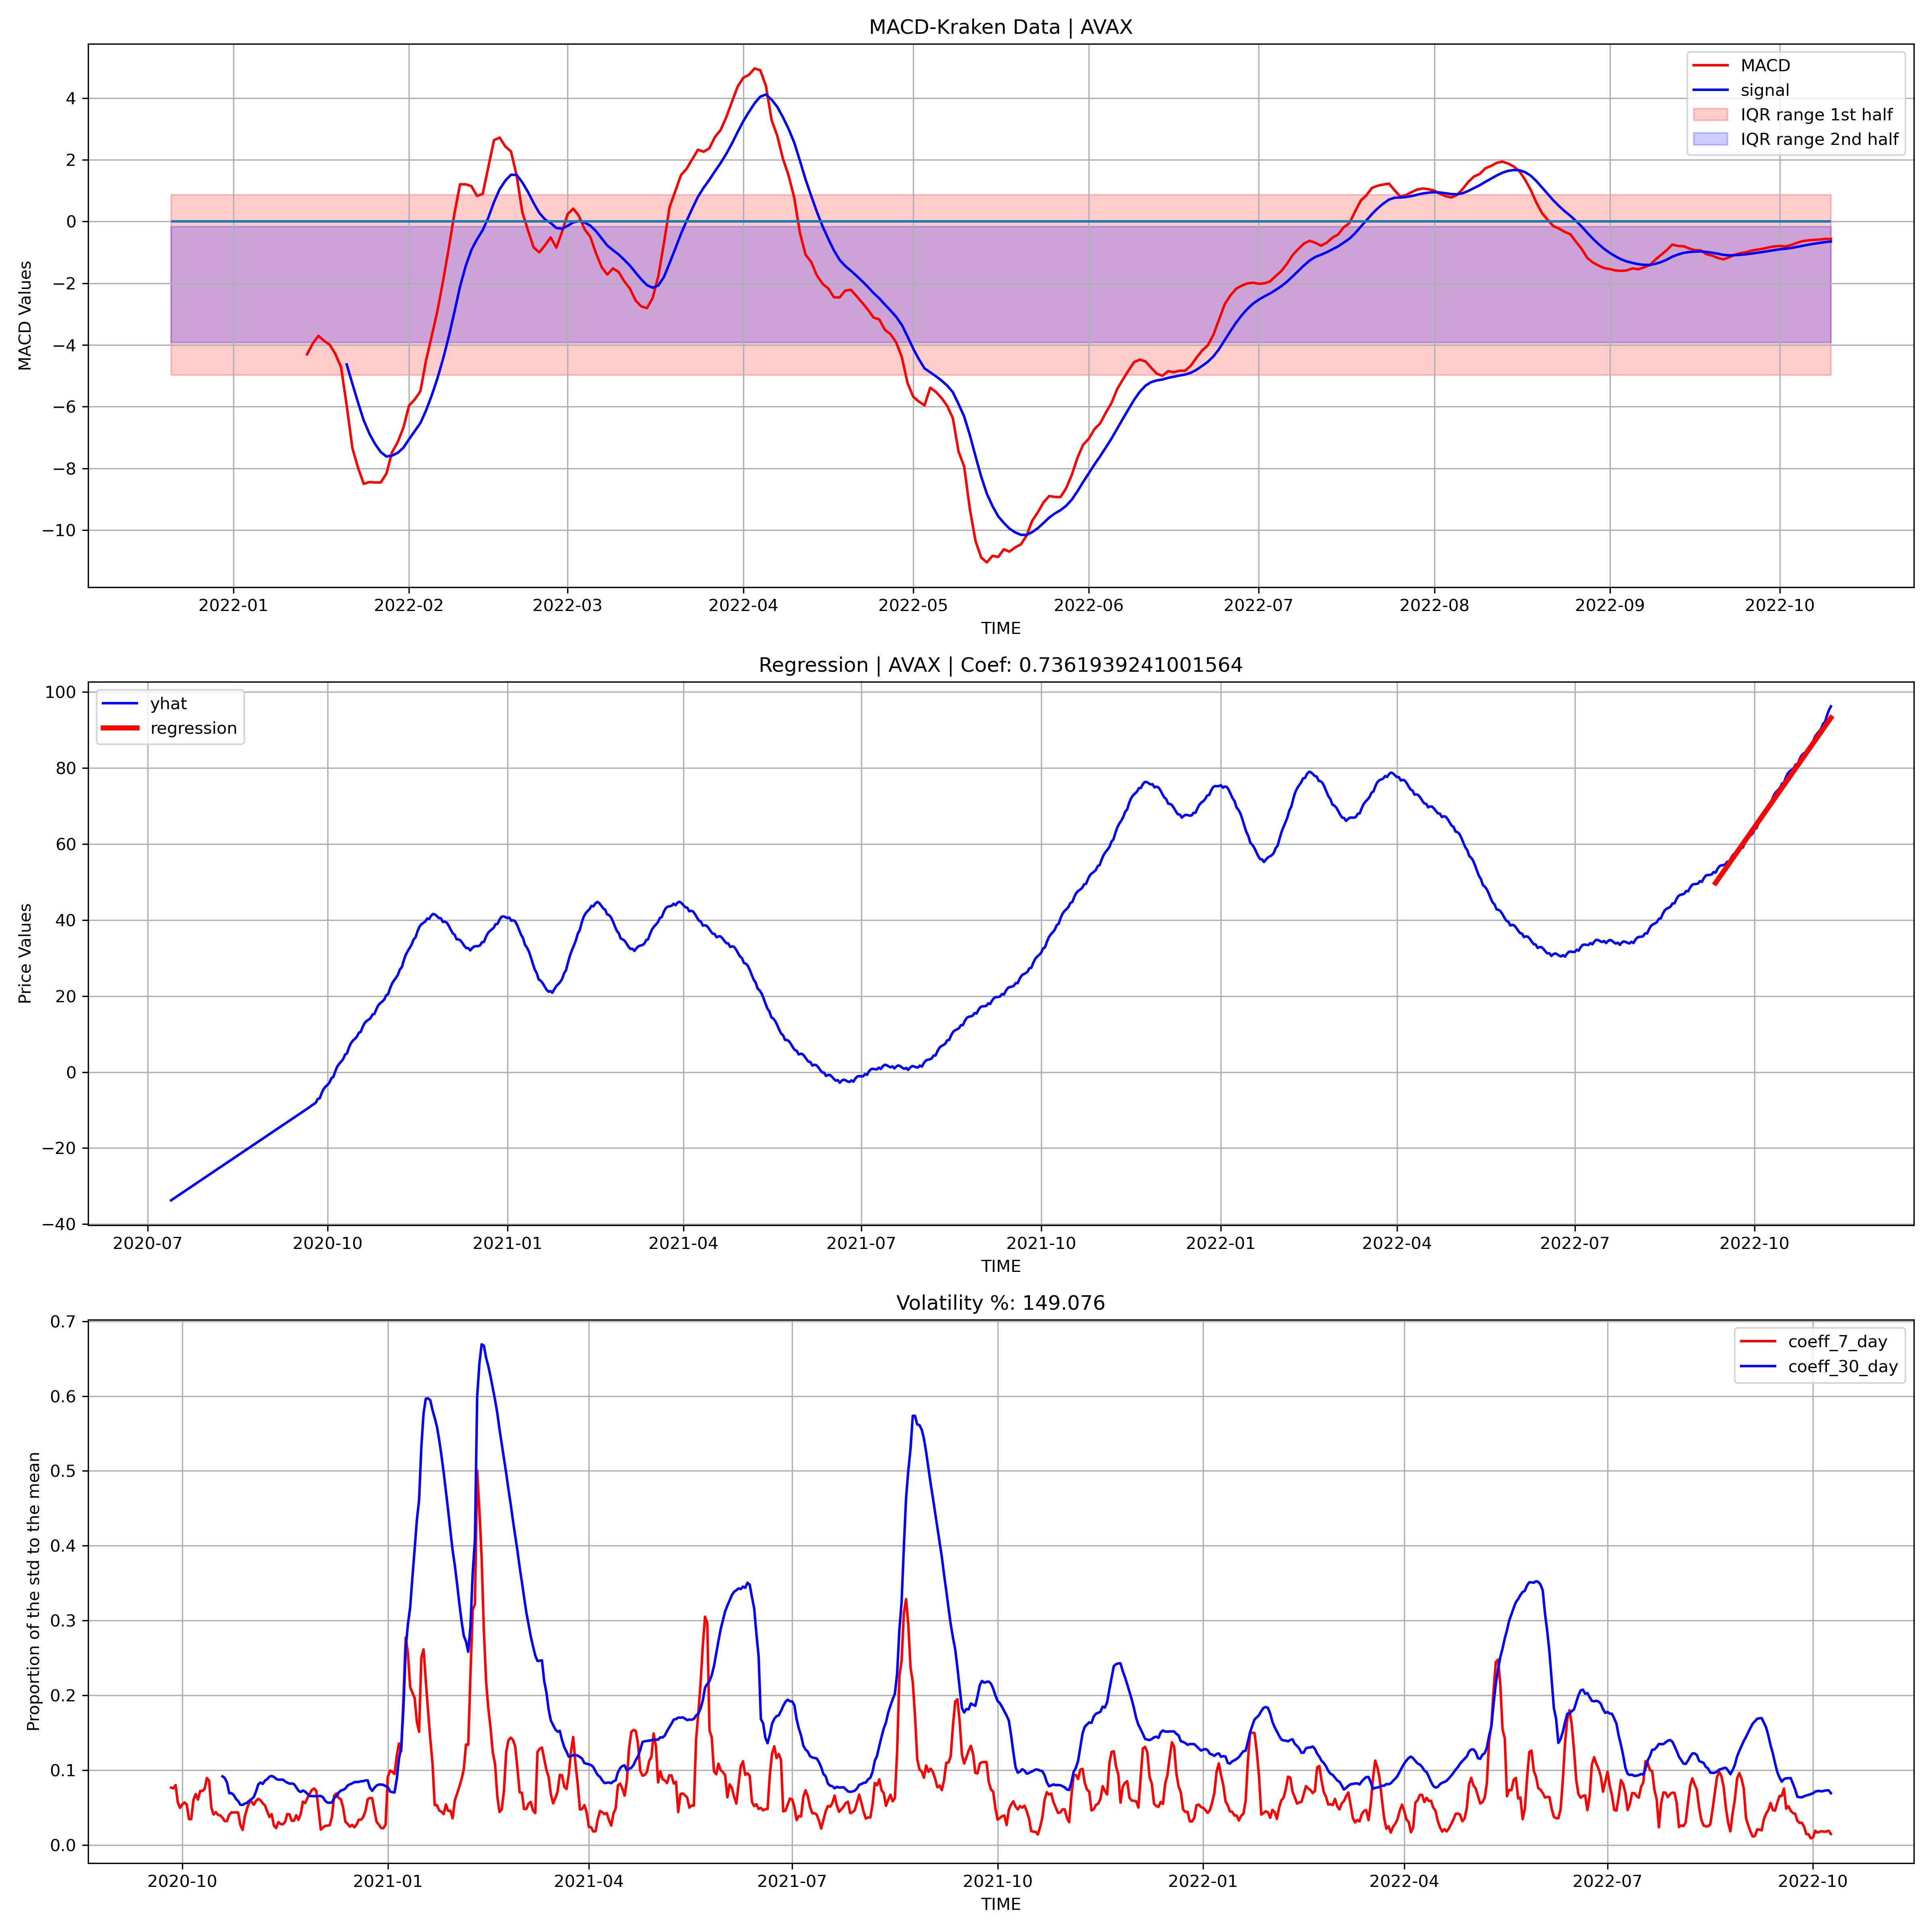 MACD-Kraken Data | AVAX
MACD
signal
IQR range 1st half
IQR range 2nd half
MACD Values
4
2
0
−2
−4
−6
−8
−10
2022-01 2022-02 2022-03 2022-04 2022-05 2022-06 2022-07 2022-08 2022-09 2022-10
TIME
Regression | AVAX | Coef: 0.7361939241001564
yhat
regression
Price Values
100
80
60
40
20
0
−20
−40
2020-07 2020-10 2021-01 2021-04 2021-07 2021-10 2022-01 2022-04 2022-07 2022-10
TIME
Volatility %: 149.076
coeff_7_day
coeff_30_day
Proportion of the std to the mean
0.7
0.6
0.5
0.4
0.3
0.2
0.1
0.0
2020-10 2021-01 2021-04 2021-07 2021-10 2022-01 2022-04 2022-07 2022-10
TIME